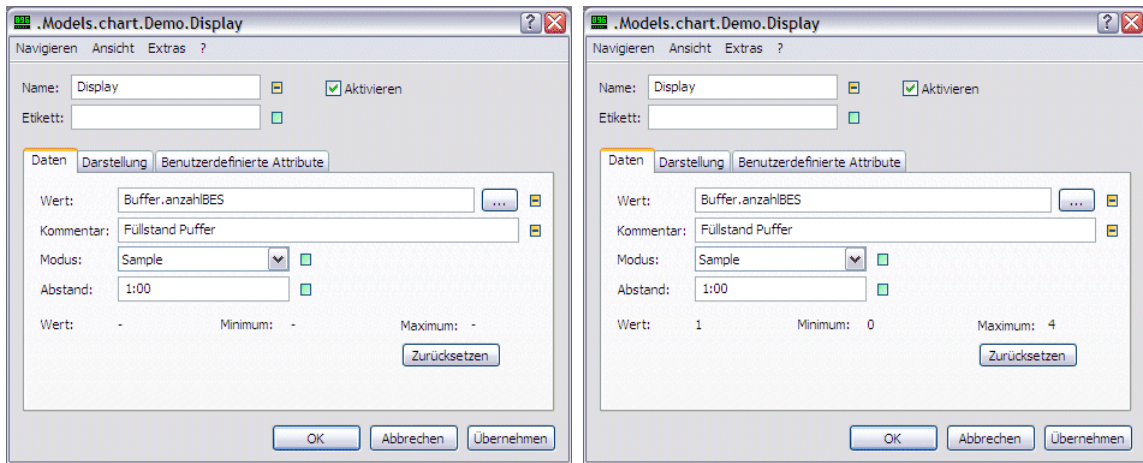 .Models.chart.Demo.Display
Navigieren Ansicht Extras ?
Name: Display Aktivieren
Etikett:
Daten Darstellung Benutzerdefinierte Attribute
Wert: Buffer.anzahlBES ...
Kommentar: Füllstand Puffer
Modus: Sample
Abstand: 1:00
Wert: - Minimum: - Maximum: -
Zurücksetzen
OK Abbrechen Übernehmen
.Models.chart.Demo.Display
Navigieren Ansicht Extras ?
Name: Display Aktivieren
Etikett:
Daten Darstellung Benutzerdefinierte Attribute
Wert: Buffer.anzahlBES ...
Kommentar: Füllstand Puffer
Modus: Sample
Abstand: 1:00
Wert: 1 Minimum: 0 Maximum: 4
Zurücksetzen
OK Abbrechen Übernehmen